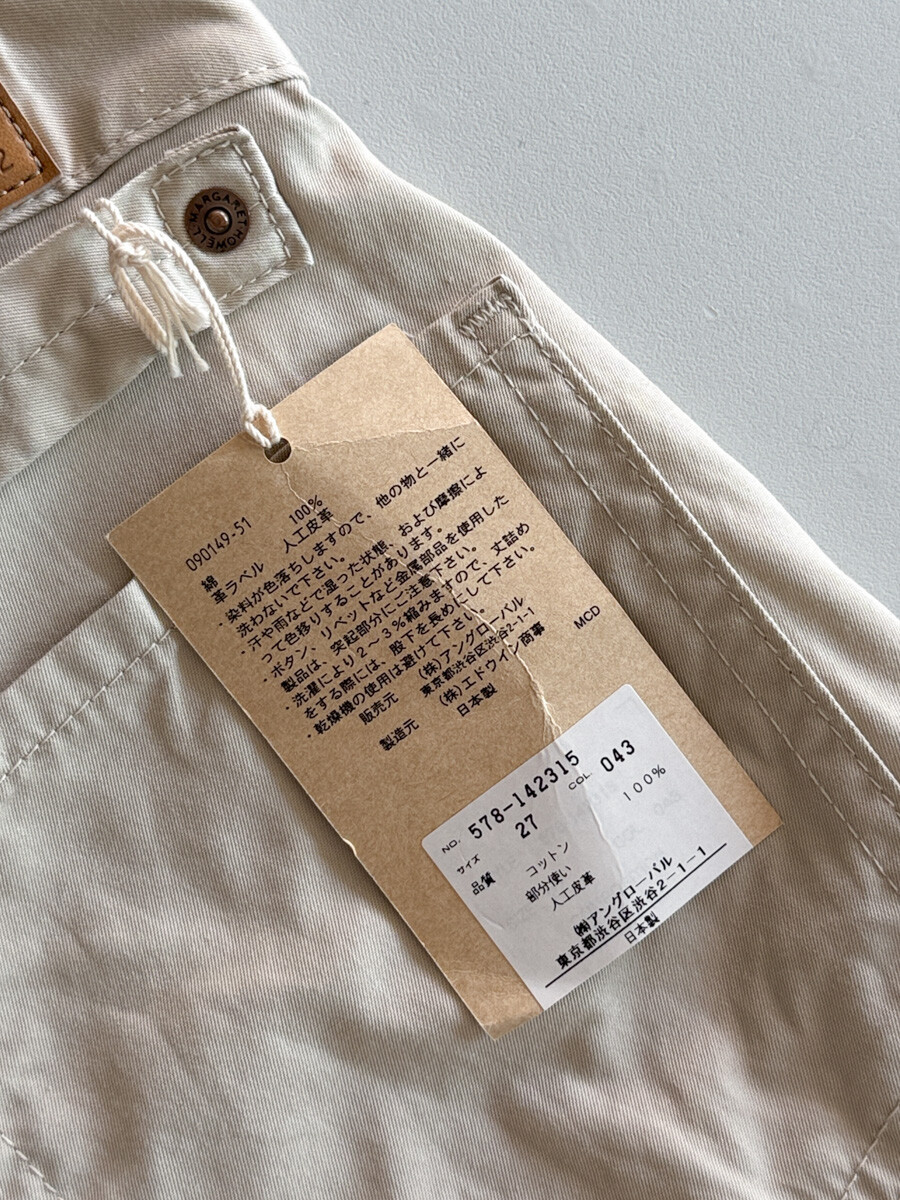 2
MARGARET HOWELL
090149-51
綿 100%
革ラベル 人工皮革
・染料が色落ちしますので、他の物と一緒に
洗わないで下さい。
・汗や雨などで湿った状態、および摩擦によ
って色移りすることがあります。
・ボタン、リベットなど金属部品を使用した
製品は、突起部分にご注意下さい。
・洗濯により2～3%縮みますので、丈詰め
をする際には、股下を長めとして下さい。
・乾燥機の使用は避けて下さい。
販売元 (株)アングローバル
東京都渋谷区渋谷2-1-1
製造元 (株)エドウイン商事
日本製
MCD
NO. 578-142315 COL. 043
サイズ 27
品質 コットン 100%
部分使い
人工皮革
㈱アングローバル
東京都渋谷区渋谷2-1-1
日本製